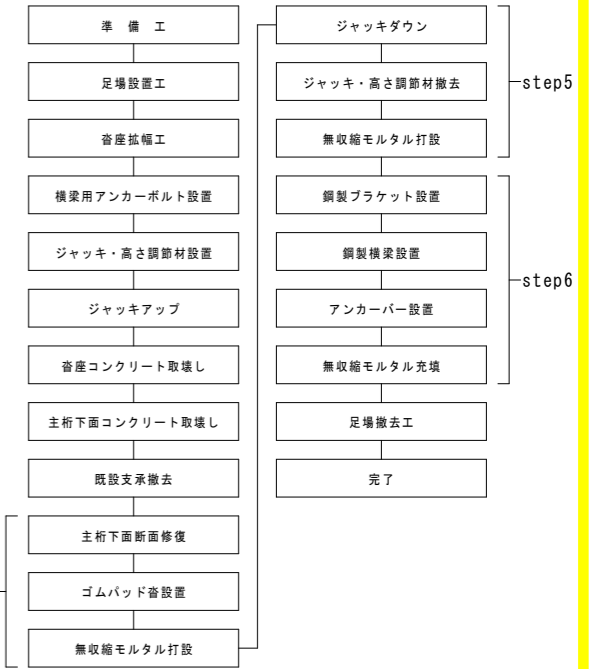 準 備 工
足場設置工
沓座拡幅工
横梁用アンカーボルト設置
ジャッキ・高さ調節材設置
ジャッキアップ
沓座コンクリート取壊し
主桁下面コンクリート取壊し
既設支承撤去
主桁下面断面修復
ゴムパッド沓設置
無収縮モルタル打設
ジャッキダウン
ジャッキ・高さ調節材撤去
無収縮モルタル打設
step5
鋼製ブラケット設置
鋼製横梁設置
アンカーバー設置
無収縮モルタル充填
step6
足場撤去工
完了